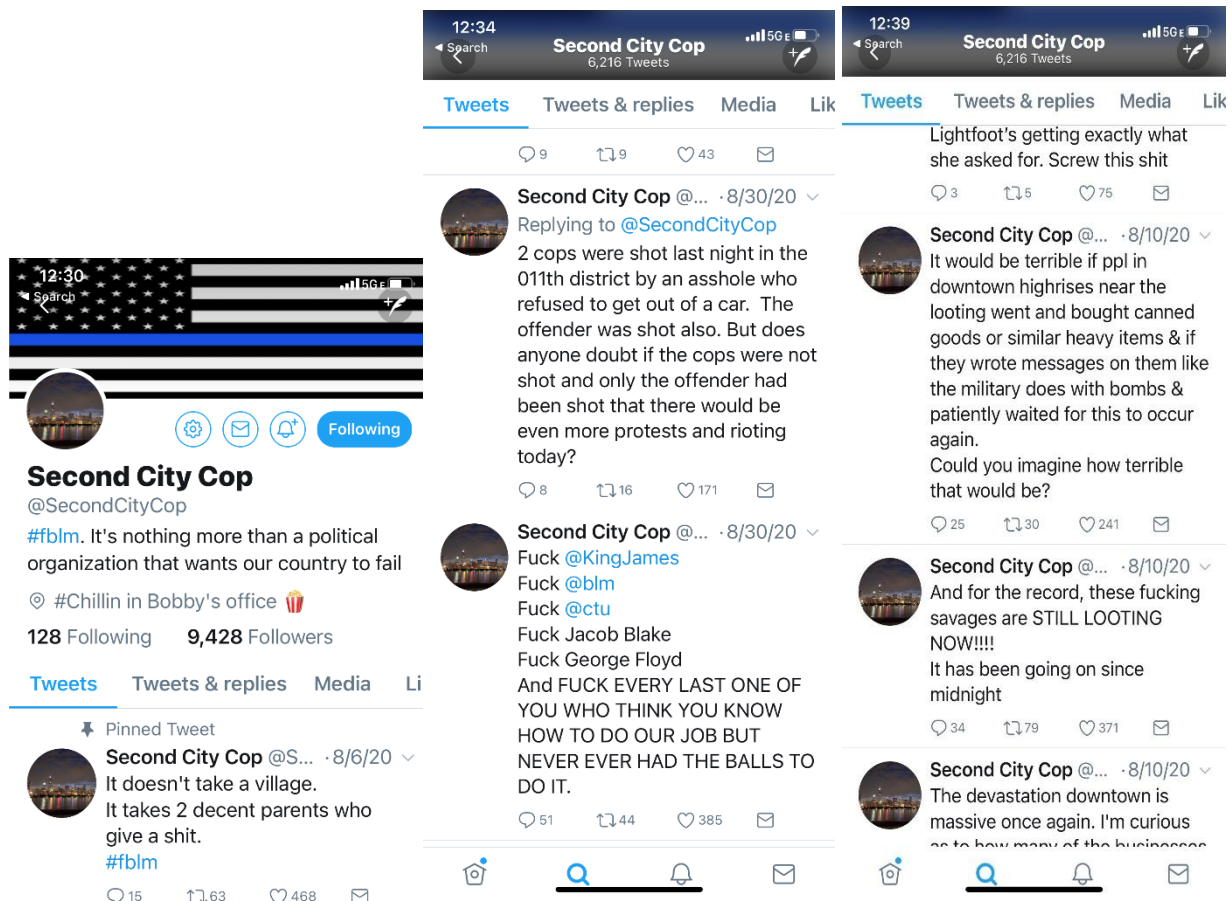 12:30
5G E
Search
Following
Second City Cop
@SecondCityCop
#fblm. It's nothing more than a political
organization that wants our country to fail
#Chillin in Bobby's office
128 Following 9,428 Followers
Tweets Tweets & replies Media Li
Pinned Tweet
Second City Cop @S... · 8/6/20
It doesn't take a village.
It takes 2 decent parents who
give a shit.
#fblm
15 63 468
12:34
5G E
Search
Second City Cop
6,216 Tweets
Tweets Tweets & replies Media Lik
9 9 43
Second City Cop @... · 8/30/20
Replying to @SecondCityCop
2 cops were shot last night in the
011th district by an asshole who
refused to get out of a car. The
offender was shot also. But does
anyone doubt if the cops were not
shot and only the offender had
been shot that there would be
even more protests and rioting
today?
8 16 171
Second City Cop @... · 8/30/20
Fuck @KingJames
Fuck @blm
Fuck @ctu
Fuck Jacob Blake
Fuck George Floyd
And FUCK EVERY LAST ONE OF
YOU WHO THINK YOU KNOW
HOW TO DO OUR JOB BUT
NEVER EVER HAD THE BALLS TO
DO IT.
51 44 385
12:39
5G E
Search
Second City Cop
6,216 Tweets
Tweets Tweets & replies Media Lik
Lightfoot's getting exactly what
she asked for. Screw this shit
3 5 75
Second City Cop @... · 8/10/20
It would be terrible if ppl in
downtown highrises near the
looting went and bought canned
goods or similar heavy items & if
they wrote messages on them like
the military does with bombs &
patiently waited for this to occur
again.
Could you imagine how terrible
that would be?
25 30 241
Second City Cop @... · 8/10/20
And for the record, these fucking
savages are STILL LOOTING
NOW!!!!
It has been going on since
midnight
34 79 371
Second City Cop @... · 8/10/20
The devastation downtown is
massive once again. I'm curious
as to how many of the businesses